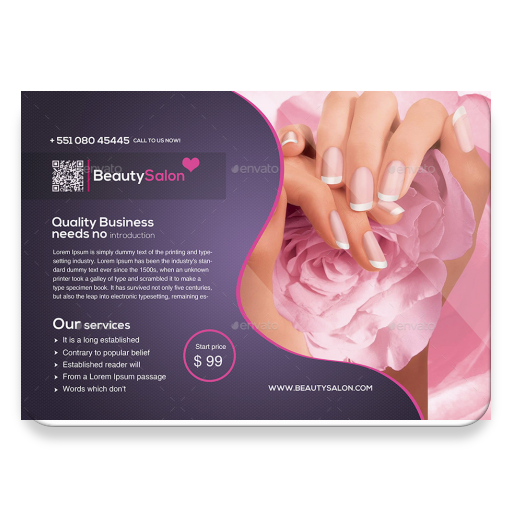 + 551 080 45445 CALL TO US NOW!
BeautySalon
Quality Business
needs no introduction
Lorem Ipsum is simply dummy text of the printing and type-
setting industry. Lorem Ipsum has been the industry's stan-
dard dummy text ever since the 1500s, when an unknown
printer took a galley of type and scrambled it to make a
type specimen book. It has survived not only five centuries,
but also the leap into electronic typesetting, remaining es-
Our services
It is a long established
Contrary to popular belief
Established reader will
From a Lorem Ipsum passage
Words which don't
Start price
$ 99
WWW.BEAUTYSALON.COM
envato
envato
envato
envato
envato
envato